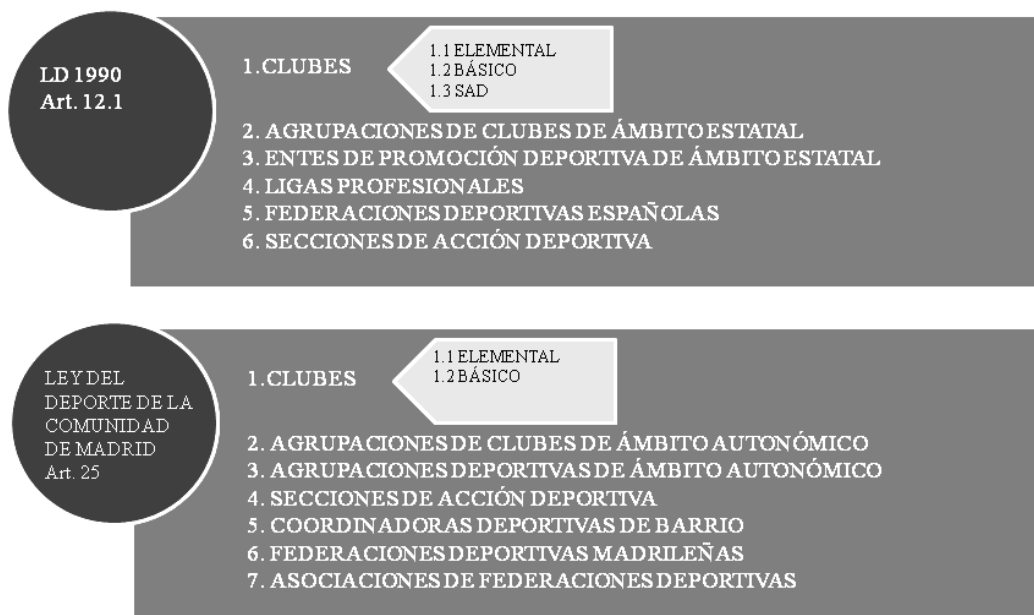 LD 1990
Art. 12.1
1.CLUBES
1.1 ELEMENTAL
1.2 BÁSICO
1.3 SAD
2. AGRUPACIONES DE CLUBES DE ÁMBITO ESTATAL
3. ENTES DE PROMOCIÓN DEPORTIVA DE ÁMBITO ESTATAL
4. LIGAS PROFESIONALES
5. FEDERACIONES DEPORTIVAS ESPAÑOLAS
6. SECCIONES DE ACCIÓN DEPORTIVA
LEY DEL
DEPORTE DE LA
COMUNIDAD
DE MADRID
Art. 25
1.CLUBES
1.1 ELEMENTAL
1.2 BÁSICO
2. AGRUPACIONES DE CLUBES DE ÁMBITO AUTONÓMICO
3. AGRUPACIONES DEPORTIVAS DE ÁMBITO AUTONÓMICO
4. SECCIONES DE ACCIÓN DEPORTIVA
5. COORDINADORAS DEPORTIVAS DE BARRIO
6. FEDERACIONES DEPORTIVAS MADRILEÑAS
7. ASOCIACIONES DE FEDERACIONES DEPORTIVAS